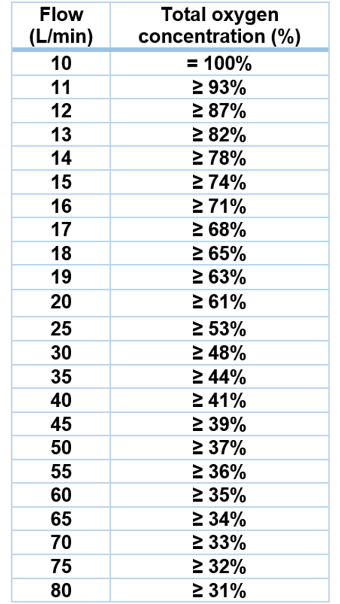 Flow (L/min) Total oxygen concentration (%)
10 = 100%
11 ≥ 93%
12 ≥ 87%
13 ≥ 82%
14 ≥ 78%
15 ≥ 74%
16 ≥ 71%
17 ≥ 68%
18 ≥ 65%
19 ≥ 63%
20 ≥ 61%
25 ≥ 53%
30 ≥ 48%
35 ≥ 44%
40 ≥ 41%
45 ≥ 39%
50 ≥ 37%
55 ≥ 36%
60 ≥ 35%
65 ≥ 34%
70 ≥ 33%
75 ≥ 32%
80 ≥ 31%